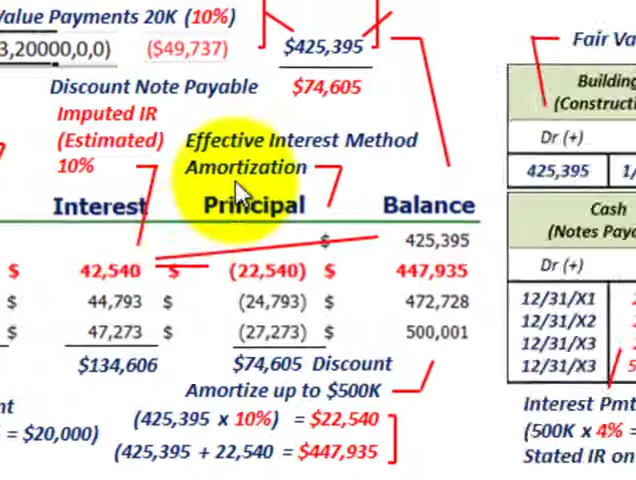 Value Payments 20K (10%)
3,20000,0,0) ($49,737) $425,395
Discount Note Payable $74,605
Imputed IR
(Estimated) Effective Interest Method
10% Amortization
Interest Principal Balance
$ 425,395
$ 42,540 $ (22,540) $ 447,935
$ 44,793 $ (24,793) $ 472,728
$ 47,273 $ (27,273) $ 500,001
$134,606 $74,605 Discount
Amortize up to $500K
(425,395 x 10%) = $22,540
= $20,000)
(425,395 + 22,540 = $447,935
Fair Va
Building
(Constructi
Dr (+)
425,395 1/
Cash
(Notes Paya
Dr (+)
12/31/X1
12/31/X2
12/31/X3
12/31/X3
Interest Pmt
(500K x 4% =
Stated IR on